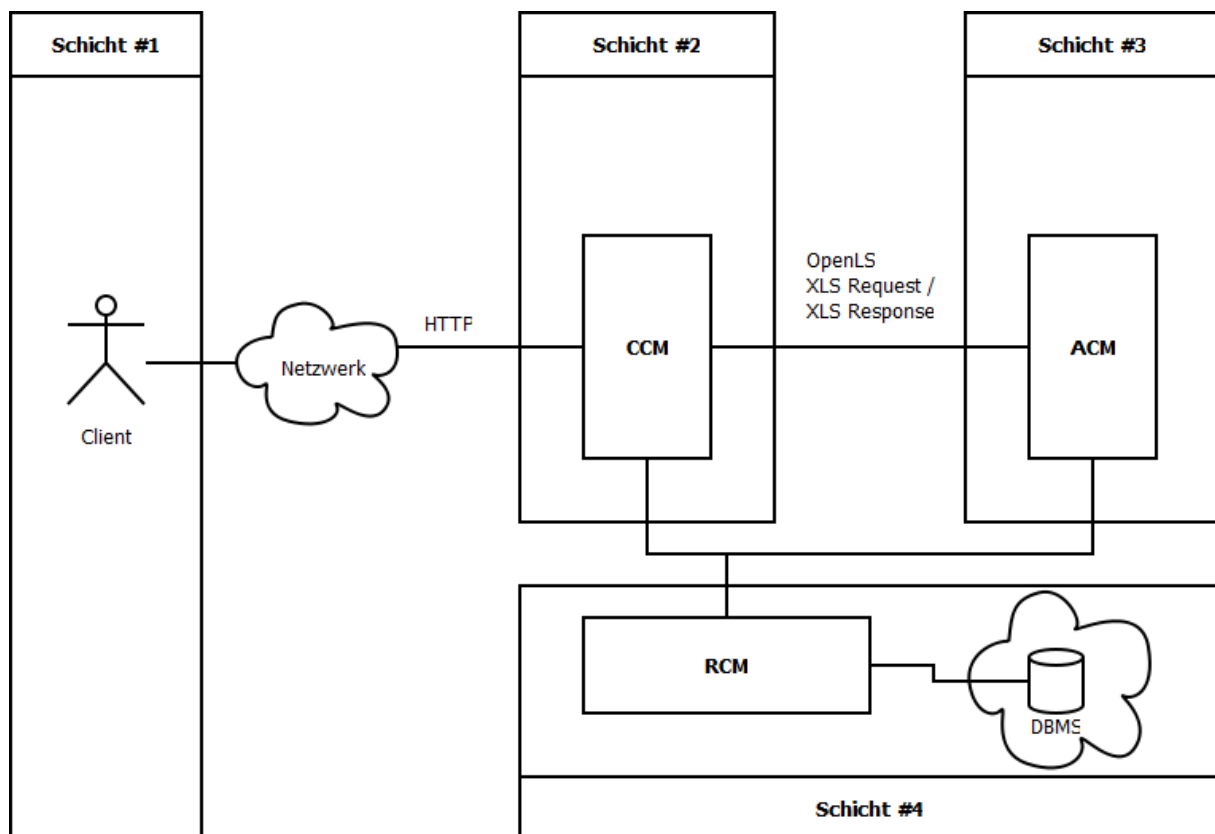 Schicht #1
Schicht #2
Schicht #3
OpenLS
XLS Request /
XLS Response
HTTP
CCM
ACM
Netzwerk
Client
RCM
DBMS
Schicht #4